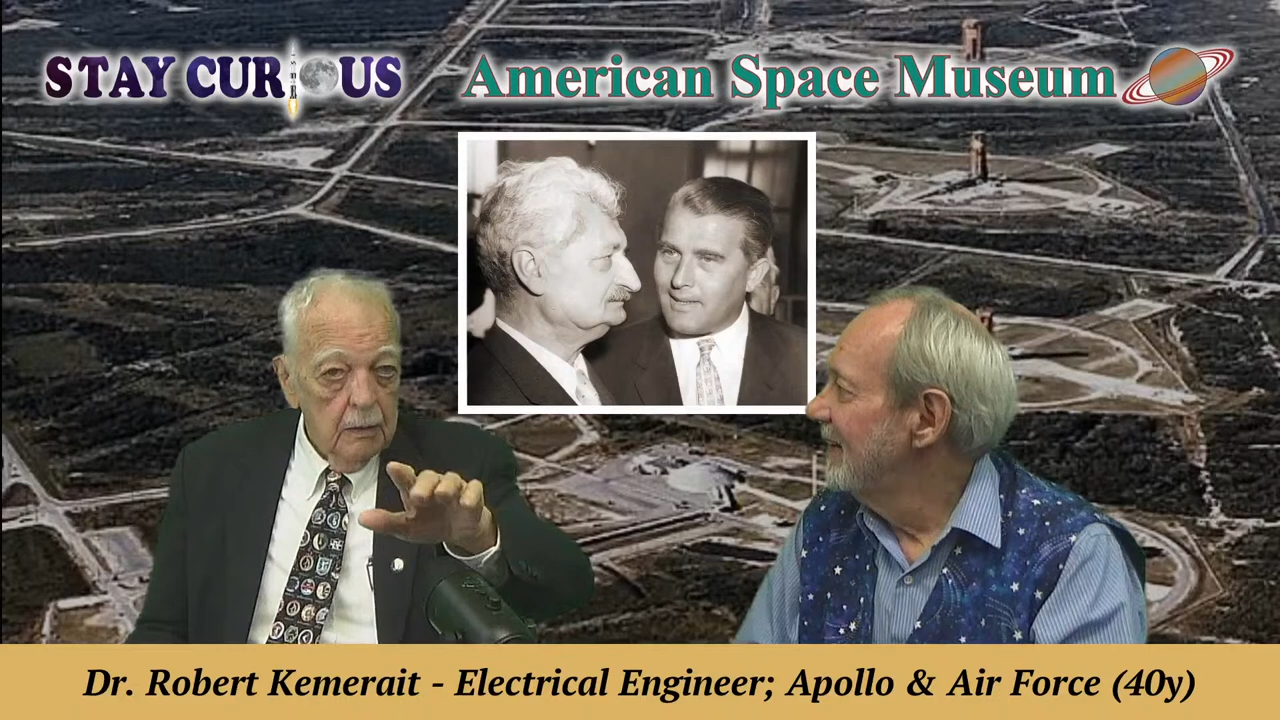 STAY CURIOUS
American Space Museum
Dr. Robert Kemerait - Electrical Engineer; Apollo & Air Force (40y)